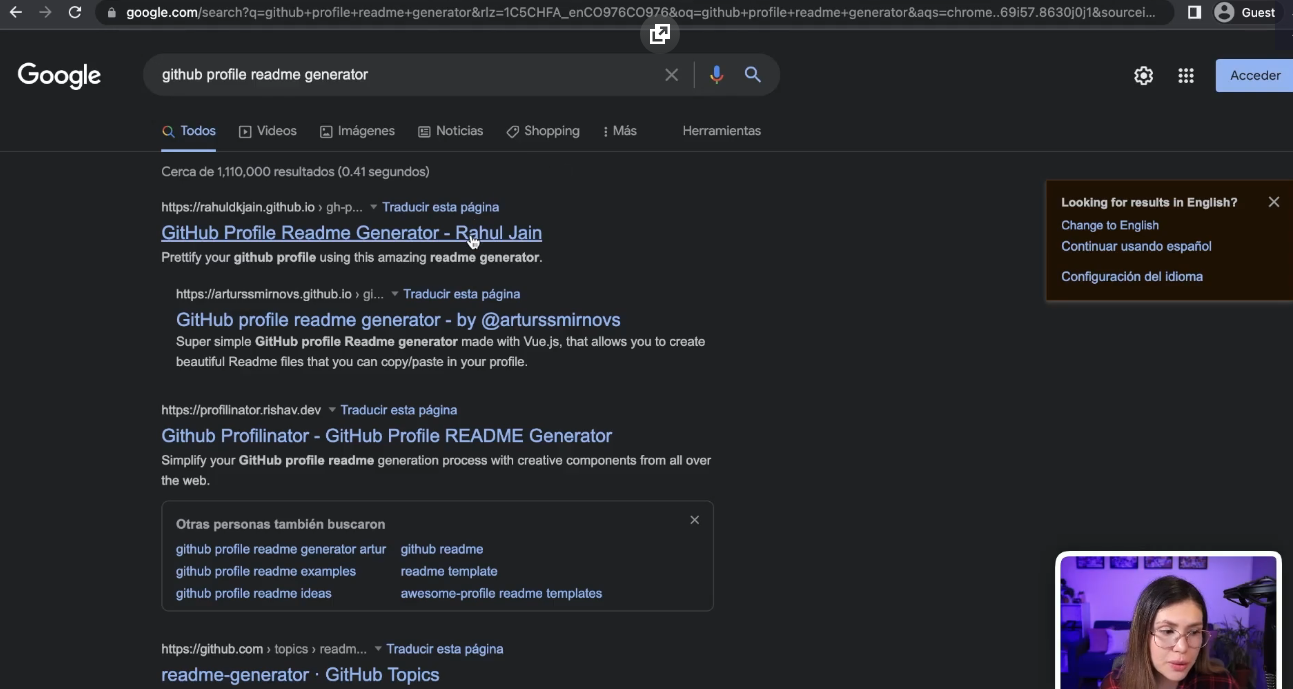 google.com/search?q=github+profile+readme+generator&rlz=1C5CHFA_enCO976CO976&oq=github+profile+readme+generator&aqs=chrome..69i57.8630j0j1&sourcei...
Guest
Google
github profile readme generator
Acceder
Todos
Videos
Imágenes
Noticias
Shopping
Más
Herramientas
Cerca de 1,110,000 resultados (0.41 segundos)
https://rahuldkjain.github.io › gh-p... Traducir esta página
GitHub Profile Readme Generator - Rahul Jain
Prettify your github profile using this amazing readme generator.
https://arturssmirnovs.github.io › gi... Traducir esta página
GitHub profile readme generator - by @arturssmirnovs
Super simple GitHub profile Readme generator made with Vue.js, that allows you to create
beautiful Readme files that you can copy/paste in your profile.
https://profilinator.rishav.dev Traducir esta página
Github Profilinator - GitHub Profile README Generator
Simplify your GitHub profile readme generation process with creative components from all over
the web.
Otras personas también buscaron
github profile readme generator artur
github readme
github profile readme examples
readme template
github profile readme ideas
awesome-profile readme templates
https://github.com › topics › readm... Traducir esta página
readme-generator · GitHub Topics
Looking for results in English?
Change to English
Continuar usando español
Configuración del idioma